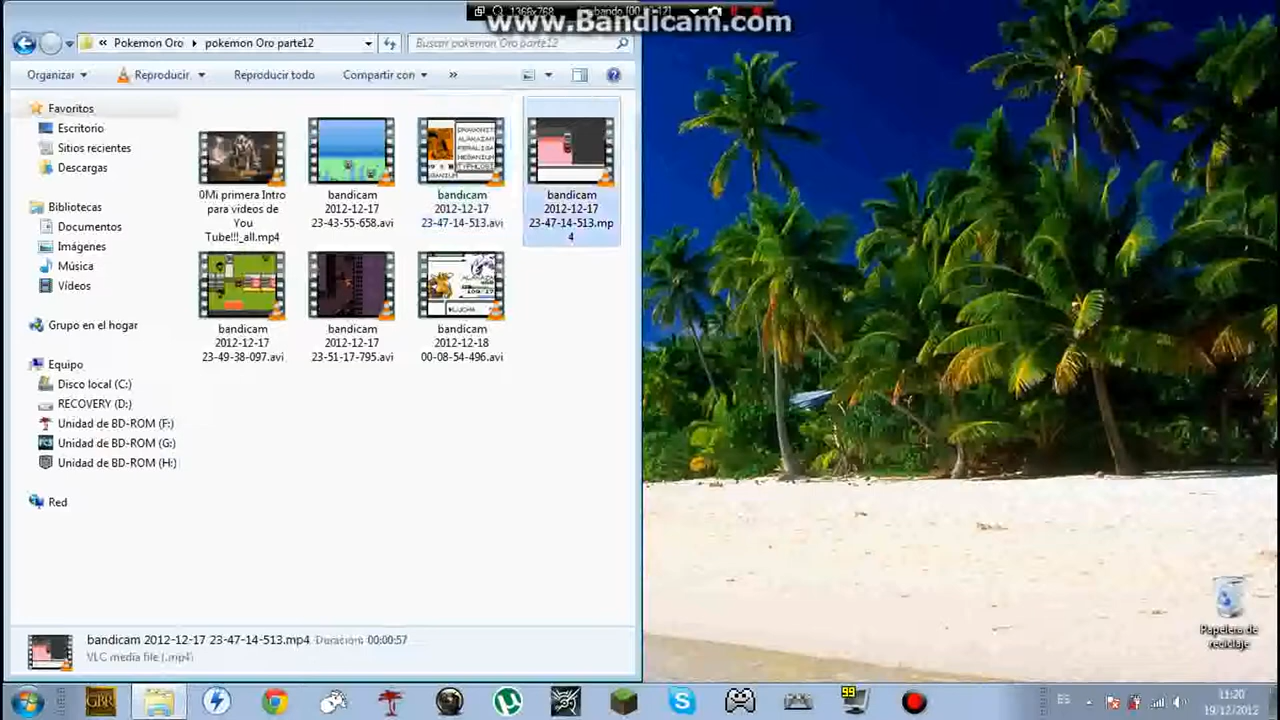 1366x768
www.Bandicam.com
« Pokemon Oro ▸ pokemon Oro parte12
Buscar pokemon Oro parte12
Organizar
Reproducir
Reproducir todo
Compartir con
»
Favoritos
Escritorio
Sitios recientes
Descargas
Bibliotecas
Documentos
Imágenes
Música
Vídeos
Grupo en el hogar
Equipo
Disco local (C:)
RECOVERY (D:)
Unidad de BD-ROM (F:)
Unidad de BD-ROM (G:)
Unidad de BD-ROM (H:)
Red
0Mi primera Intro
para videos de
You
Tube!!!_all.mp4
bandicam
2012-12-17
23-43-55-658.avi
bandicam
2012-12-17
23-47-14-513.avi
bandicam
2012-12-17
23-47-14-513.mp
4
bandicam
2012-12-17
23-49-38-097.avi
bandicam
2012-12-17
23-51-17-795.avi
bandicam
2012-12-18
00-08-54-496.avi
bandicam 2012-12-17 23-47-14-513.mp4 Duración: 00:00:57
VLC media file (.mp4)
Papelera de
reciclaje
99
ES
11:20
19/12/2012